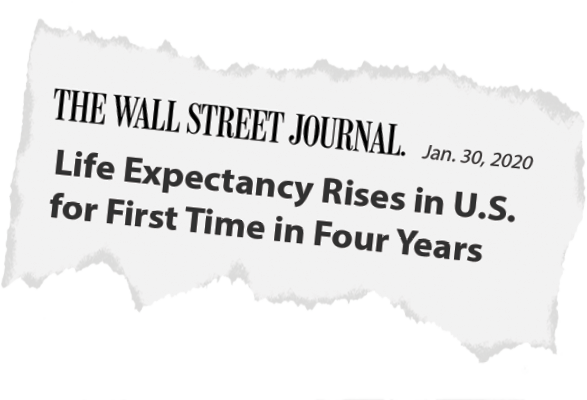 THE WALL STREET JOURNAL. Jan. 30, 2020
Life Expectancy Rises in U.S.
for First Time in Four Years